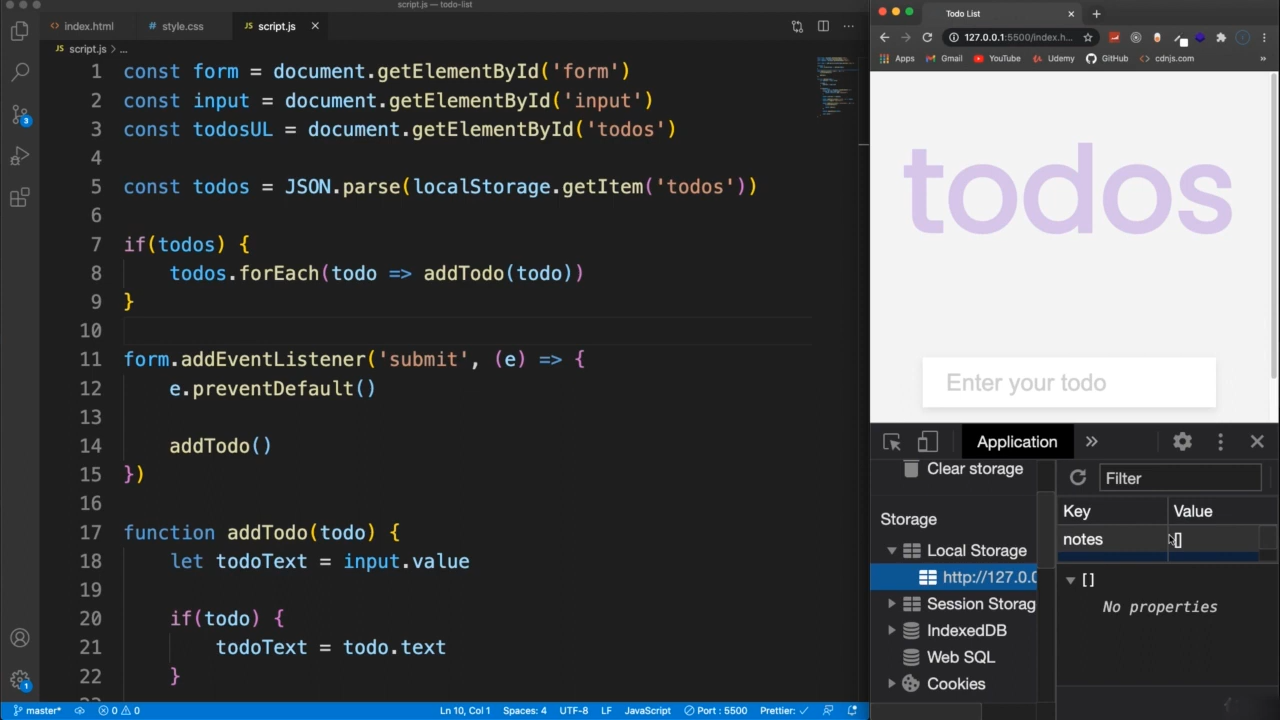 script.js — todo-list
index.html
style.css
script.js
script.js > ...
1 const form = document.getElementById('form')
2 const input = document.getElementById('input')
3 const todosUL = document.getElementById('todos')
4
5 const todos = JSON.parse(localStorage.getItem('todos'))
6
7 if(todos) {
8 todos.forEach(todo => addTodo(todo))
9 }
10
11 form.addEventListener('submit', (e) => {
12 e.preventDefault()
13
14 addTodo()
15 })
16
17 function addTodo(todo) {
18 let todoText = input.value
19
20 if(todo) {
21 todoText = todo.text
22 }
3
1
master*
0 0
Ln 10, Col 1
Spaces: 4
UTF-8
LF
JavaScript
Port : 5500
Prettier: ✓
Todo List
127.0.0.1:5500/index.h...
Apps
Gmail
YouTube
Udemy
GitHub
cdnjs.com
todos
Enter your todo
Application
Clear storage
Filter
Storage
Key Value
Local Storage
notes []
http://127.0.0
[]
Session Storag
No properties
IndexedDB
Web SQL
Cookies